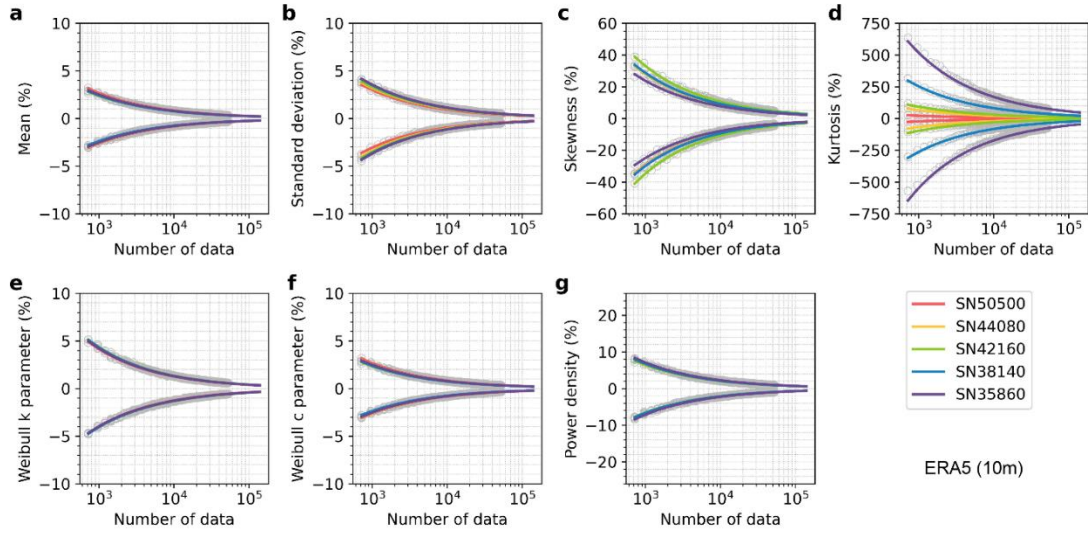 a
b
c
d
10
5
0
−5
−10
Mean (%)
10³
10⁴
10⁵
Number of data
10
5
0
−5
−10
Standard deviation (%)
10³
10⁴
10⁵
Number of data
60
40
20
0
−20
−40
−60
Skewness (%)
10³
10⁴
10⁵
Number of data
750
500
250
0
−250
−500
−750
Kurtosis (%)
10³
10⁴
10⁵
Number of data
e
f
g
10
5
0
−5
−10
Weibull k parameter (%)
10³
10⁴
10⁵
Number of data
10
5
0
−5
−10
Weibull c parameter (%)
10³
10⁴
10⁵
Number of data
20
10
0
−10
−20
Power density (%)
10³
10⁴
10⁵
Number of data
SN50500
SN44080
SN42160
SN38140
SN35860
ERA5 (10m)